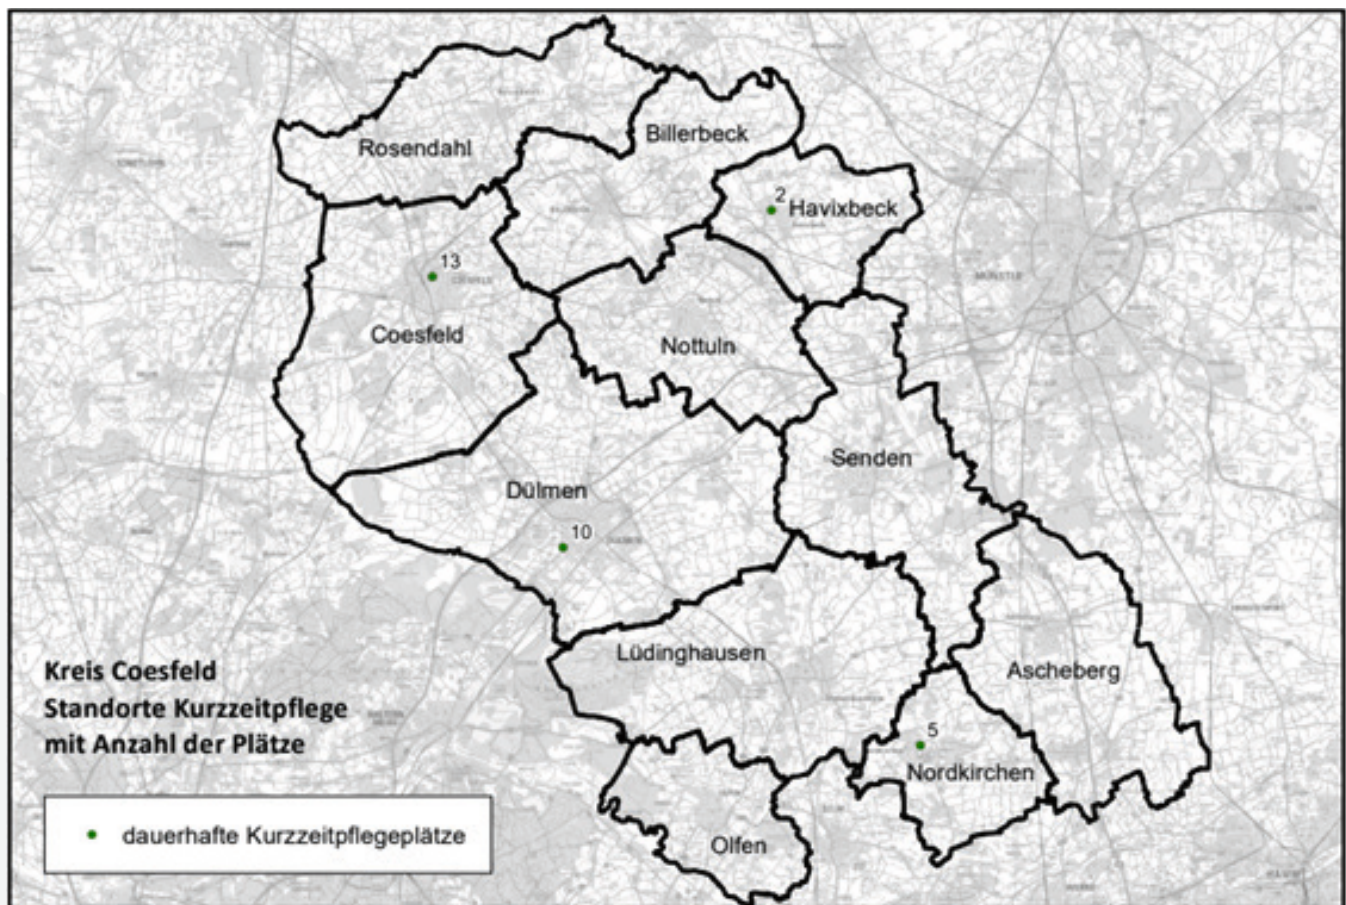 Rosendahl
Billerbeck
2
Havixbeck
13
Coesfeld
Nottuln
MÜNSTER
Senden
Dülmen
10
Lüdinghausen
Ascheberg
5
Nordkirchen
Olfen
Kreis Coesfeld
Standorte Kurzzeitpflege
mit Anzahl der Plätze
dauerhafte Kurzzeitpflegeplätze